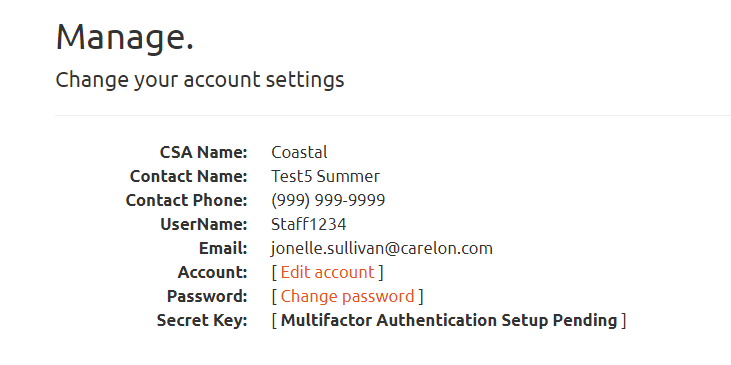 Manage.
Change your account settings
CSA Name: Coastal
Contact Name: Test5 Summer
Contact Phone: (999) 999-9999
UserName: Staff1234
Email: jonelle.sullivan@carelon.com
Account: [ Edit account ]
Password: [ Change password ]
Secret Key: [ Multifactor Authentication Setup Pending ]